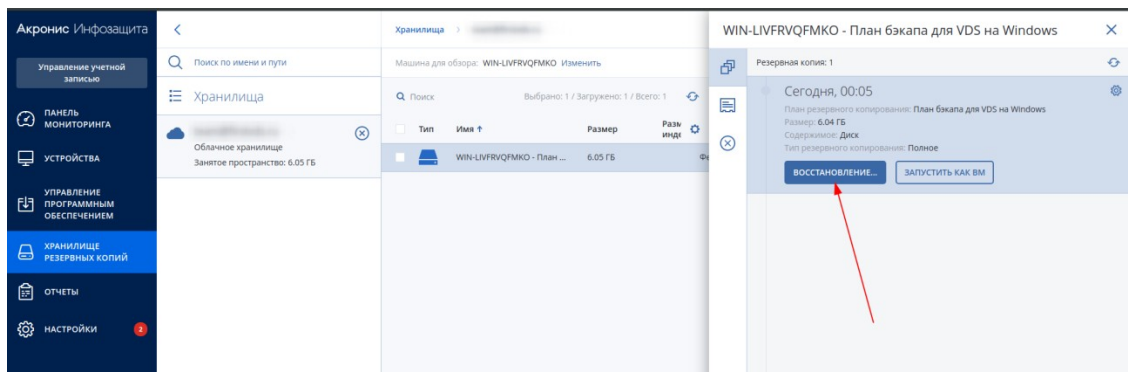 Акронис Инфозащита
Управление учетной
записью
ПАНЕЛЬ
МОНИТОРИНГА
УСТРОЙСТВА
УПРАВЛЕНИЕ
ПРОГРАММНЫМ
ОБЕСПЕЧЕНИЕМ
ХРАНИЛИЩЕ
РЕЗЕРВНЫХ КОПИЙ
ОТЧЕТЫ
НАСТРОЙКИ 2
Поиск по имени и пути
Хранилища
Облачное хранилище
Занятое пространство: 6.05 ГБ
Хранилища >
Машина для обзора: WIN-LIVFRVQFMKO Изменить
Поиск Выбрано: 1 / Загружено: 1 / Всего: 1
Тип Имя ↑ Размер Разм
инде
WIN-LIVFRVQFMKO - План ... 6.05 ГБ Фе
WIN-LIVFRVQFMKO - План бэкапа для VDS на Windows
Резервная копия: 1
Сегодня, 00:05
План резервного копирования: План бэкапа для VDS на Windows
Размер: 6.04 ГБ
Содержимое: Диск
Тип резервного копирования: Полное
ВОССТАНОВЛЕНИЕ... ЗАПУСТИТЬ КАК ВМ